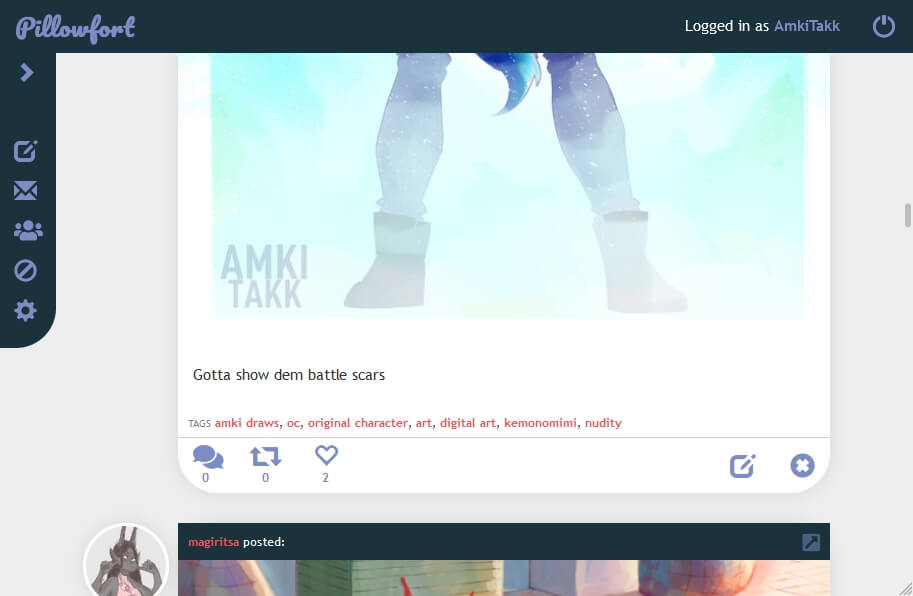 Pillowfort
Logged in as AmkiTakk
AMKI
TAKK
Gotta show dem battle scars
TAGS amki draws, oc, original character, art, digital art, kemonomimi, nudity
0 0 2
magiritsa posted: